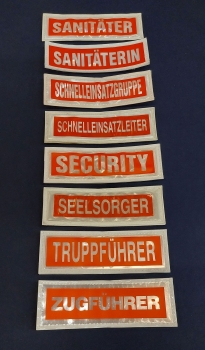 SANITÄTER
SANITÄTERIN
SCHNELLEINSATZGRUPPE
SCHNELLEINSATZLEITER
SECURITY
SEELSORGER
TRUPPFÜHRER
ZUGFÜHRER